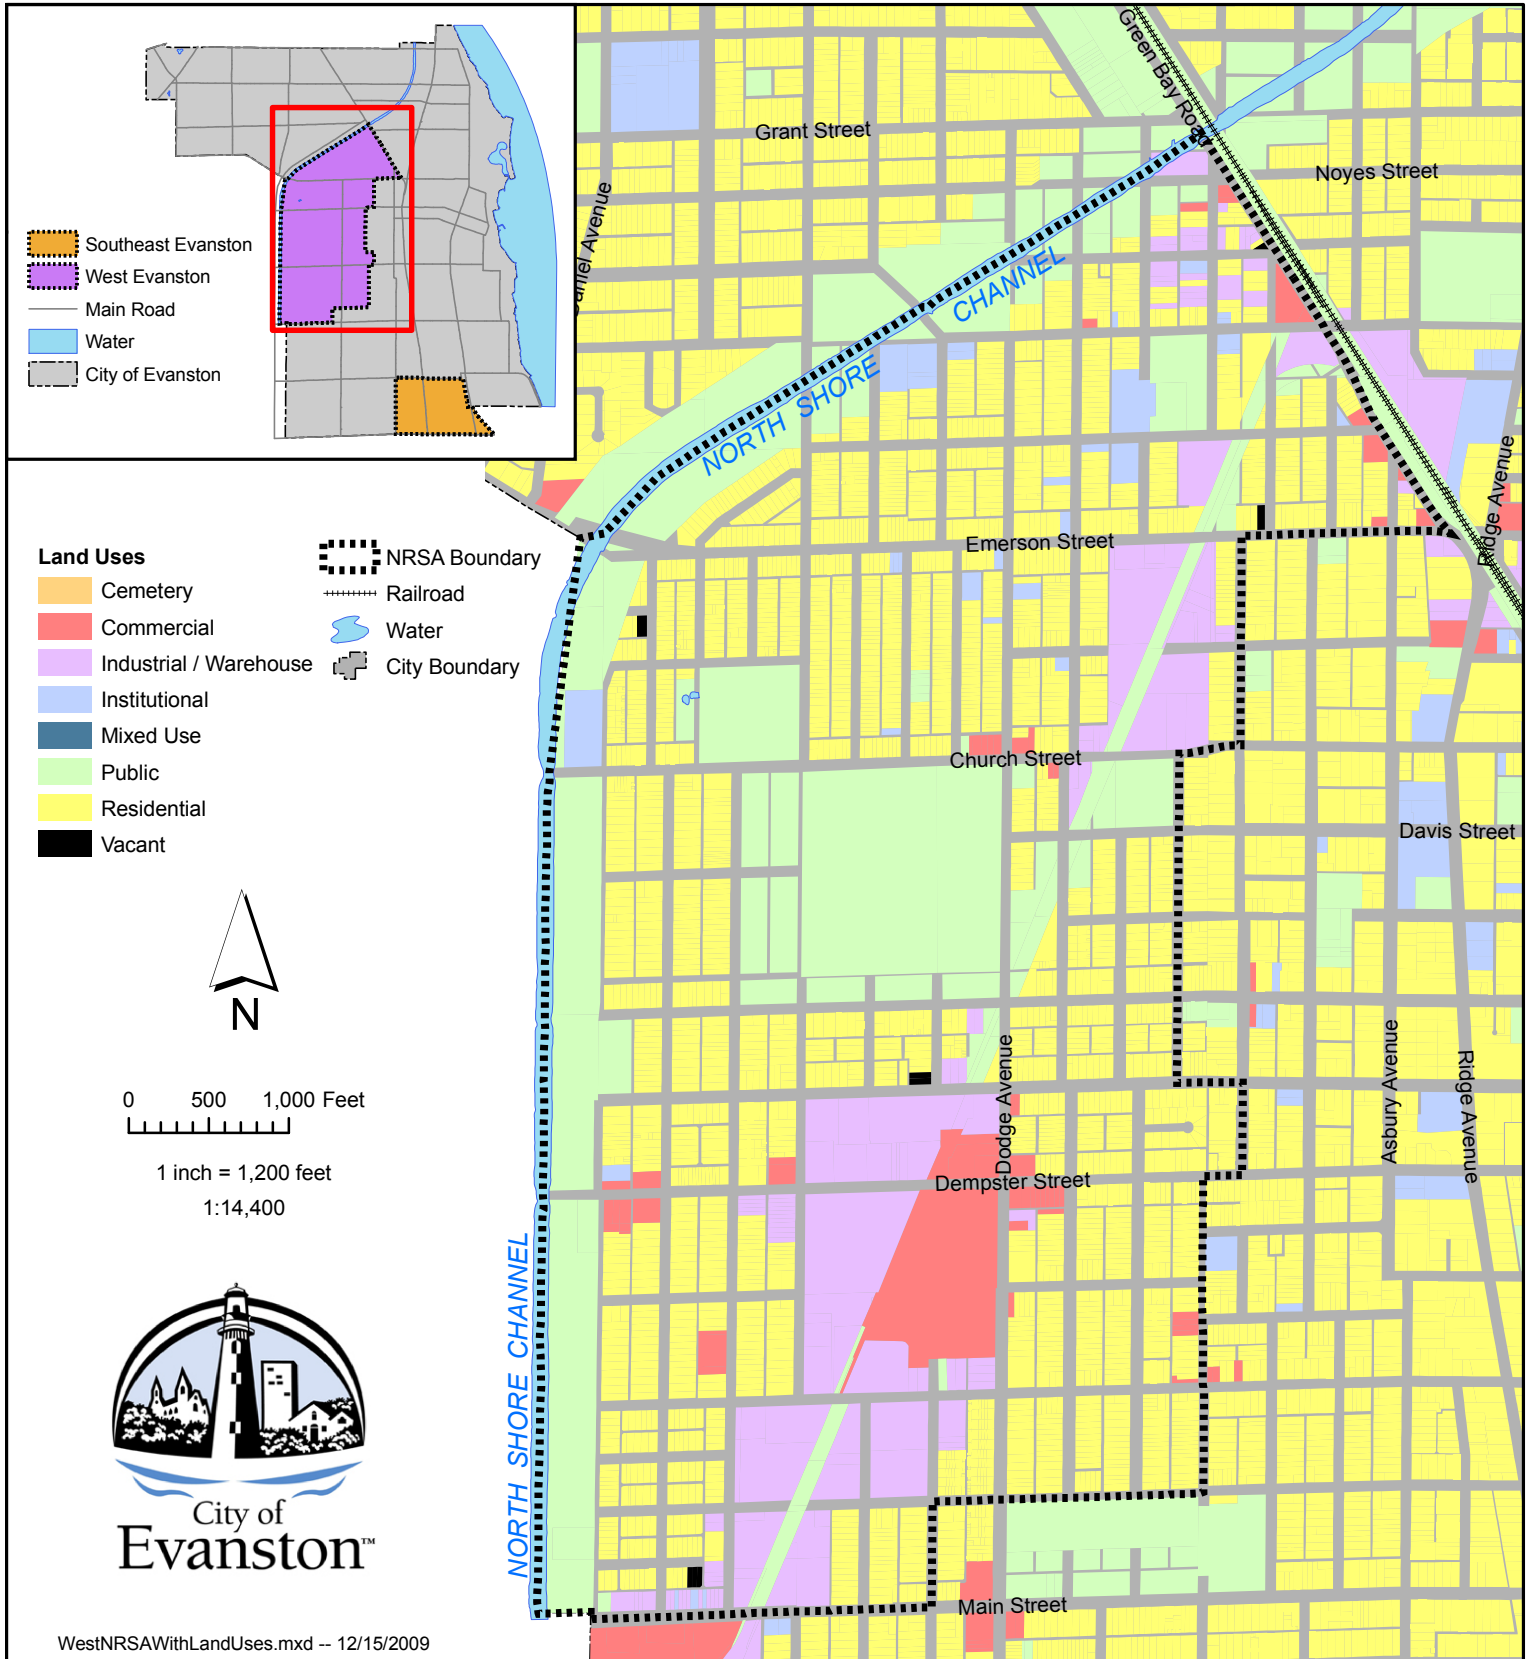 Southeast Evanston
West Evanston
Main Road
Water
City of Evanston
Land Uses
Cemetery
Commercial
Industrial / Warehouse
Institutional
Mixed Use
Public
Residential
Vacant
NRSA Boundary
Railroad
Water
City Boundary
N
0 500 1,000 Feet
1 inch = 1,200 feet
1:14,400
City of
Evanston™
WestNRSAWithLandUses.mxd -- 12/15/2009
Green Bay Road
Grant Street
Noyes Street
Avenue
NORTH SHORE CHANNEL
Ridge Avenue
Emerson Street
Church Street
Davis Street
Dodge Avenue
Asbury Avenue
Ridge Avenue
Dempster Street
NORTH SHORE CHANNEL
Main Street